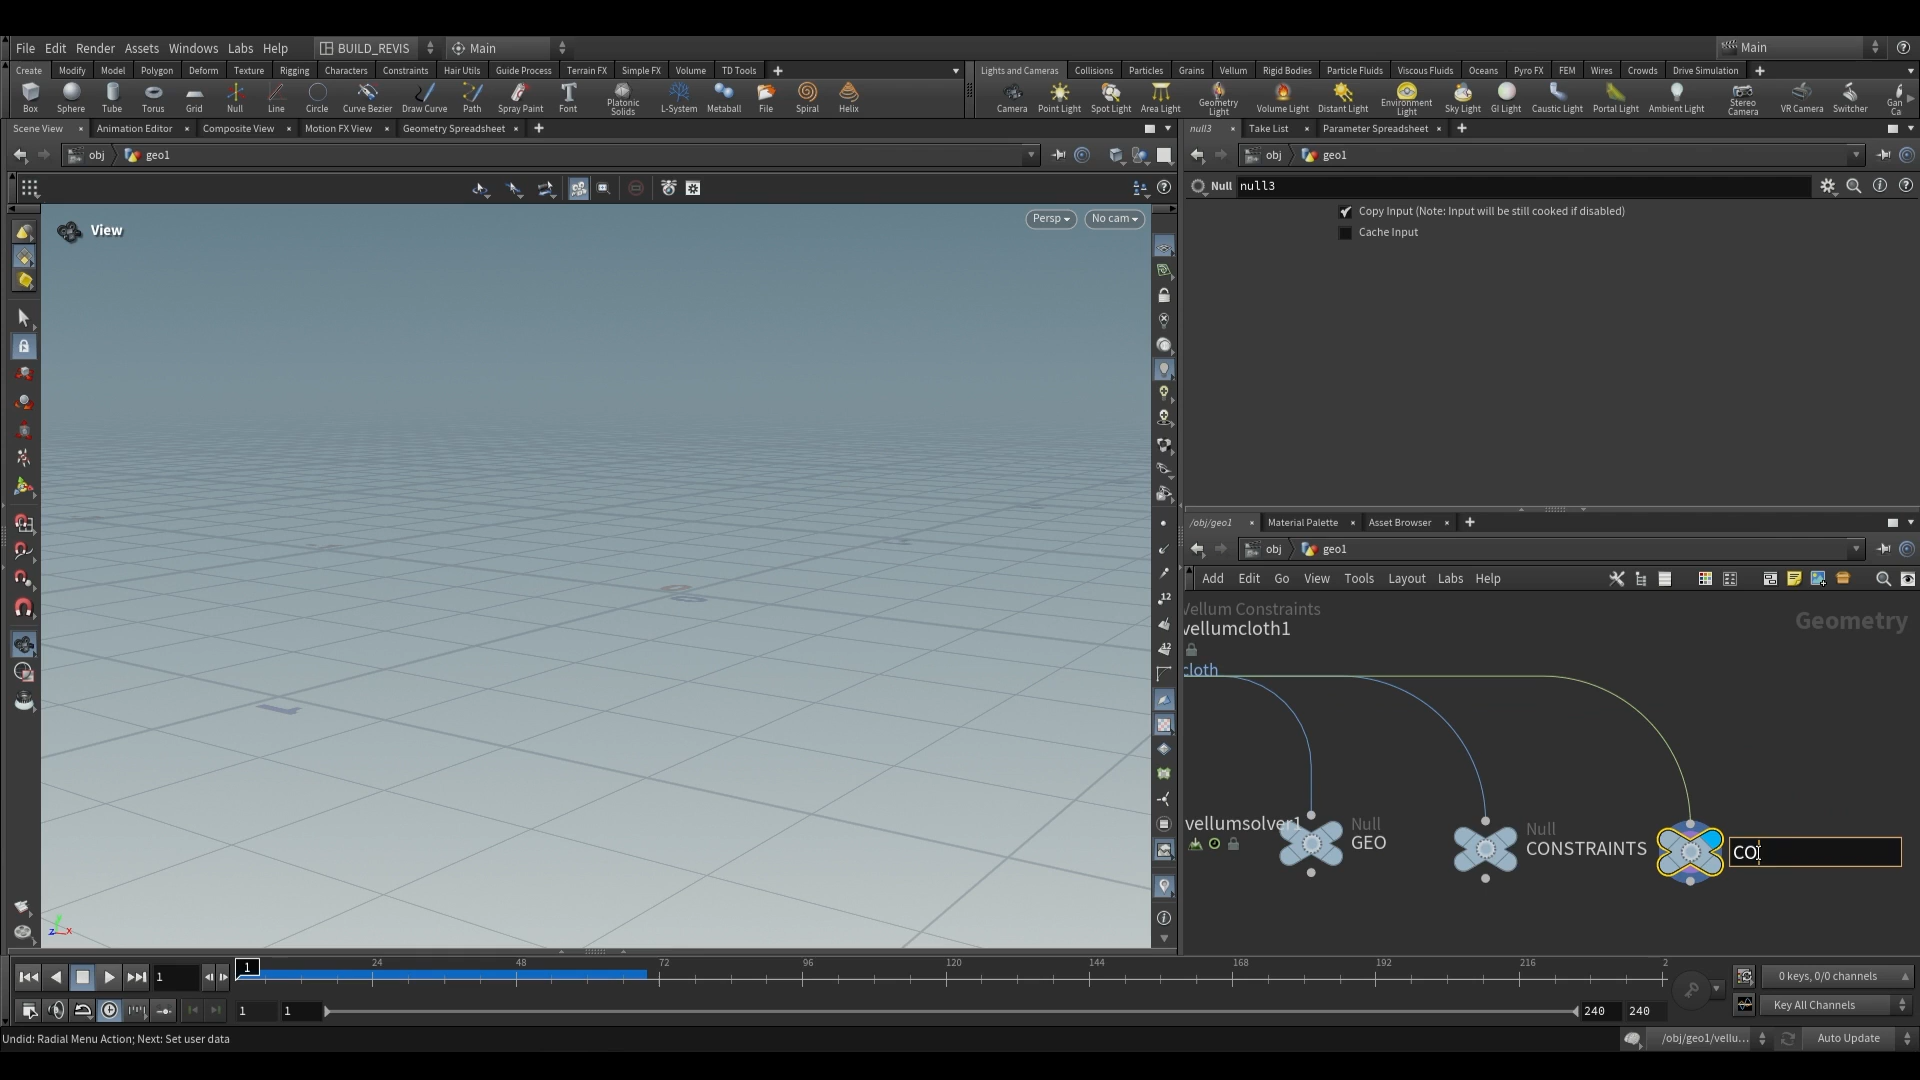 File Edit Render Assets Windows Labs Help BUILD_REVIS Main Main
Create Modify Model Polygon Deform Texture Rigging Characters Constraints Hair Utils Guide Process Terrain FX Simple FX Volume TD Tools
Lights and Cameras Collisions Particles Grains Vellum Rigid Bodies Particle Fluids Viscous Fluids Oceans Pyro FX FEM Wires Crowds Drive Simulation
Box Sphere Tube Torus Grid Null Line Circle Curve Bezier Draw Curve Path Spray Paint Font Platonic Solids L-System Metaball File Spiral Helix
Camera Point Light Spot Light Area Light Geometry Light Volume Light Distant Light Environment Light Sky Light GI Light Caustic Light Portal Light Ambient Light Stereo Camera VR Camera Switcher Gan Ca
Scene View Animation Editor Composite View Motion FX View Geometry Spreadsheet
null3 Take List Parameter Spreadsheet
obj geo1
obj geo1
Null null3
Copy Input (Note: Input will be still cooked if disabled)
Cache Input
View
Persp No cam
/obj/geo1 Material Palette Asset Browser
obj geo1
Add Edit Go View Tools Layout Labs Help
Vellum Constraints
vellumcloth1
cloth
Geometry
vellumsolver1
Null
GEO
Null
CONSTRAINTS
CO
z x
12
12
1 1 24 48 72 96 120 144 168 192 216 2
0 keys, 0/0 channels
1 1 240 240
Key All Channels
Undid: Radial Menu Action; Next: Set user data
/obj/geo1/vellu... Auto Update